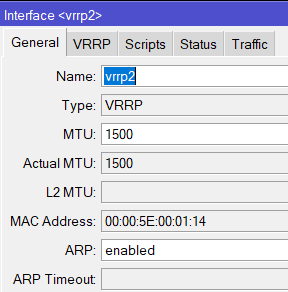 Interface <vrrp2>
General VRRP Scripts Status Traffic
Name: vrrp2
Type: VRRP
MTU: 1500
Actual MTU: 1500
L2 MTU:
MAC Address: 00:00:5E:00:01:14
ARP: enabled
ARP Timeout: